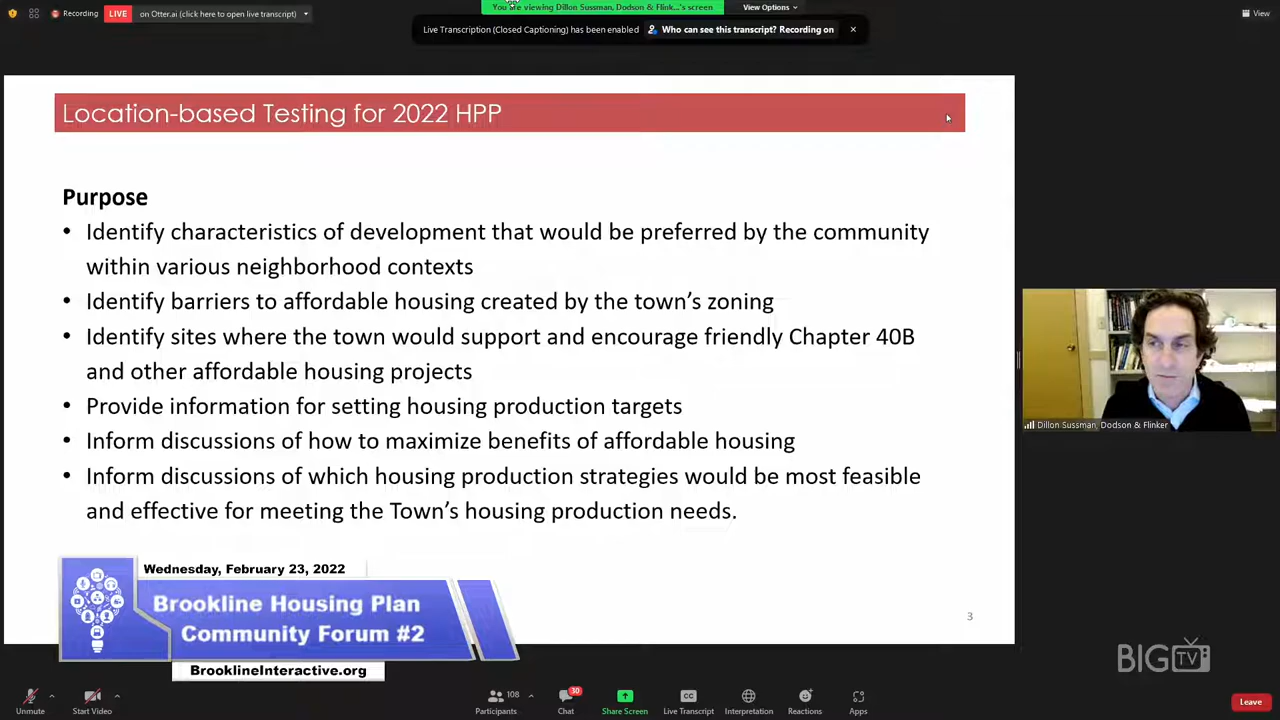 Recording
LIVE
on Otter.ai (click here to open live transcript)
You are viewing Dillon Sussman, Dodson & Flink...'s screen
View Options
View
Live Transcription (Closed Captioning) has been enabled
Who can see this transcript? Recording on
Location-based Testing for 2022 HPP
Purpose
• Identify characteristics of development that would be preferred by the community
within various neighborhood contexts
• Identify barriers to affordable housing created by the town’s zoning
• Identify sites where the town would support and encourage friendly Chapter 40B
and other affordable housing projects
• Provide information for setting housing production targets
• Inform discussions of how to maximize benefits of affordable housing
• Inform discussions of which housing production strategies would be most feasible
and effective for meeting the Town’s housing production needs.
3
Dillon Sussman, Dodson & Flinker
Wednesday, February 23, 2022
Brookline Housing Plan
Community Forum #2
BrooklineInteractive.org
BIG TV
Unmute
Start Video
108
Participants
30
Chat
Share Screen
CC
Live Transcript
Interpretation
Reactions
Apps
Leave